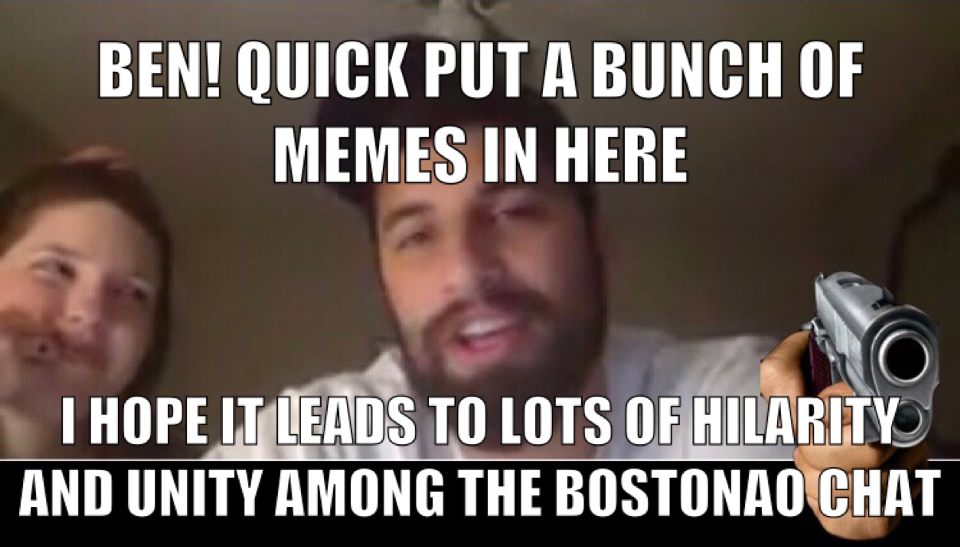 BEN! QUICK PUT A BUNCH OF
MEMES IN HERE
I HOPE IT LEADS TO LOTS OF HILARITY
AND UNITY AMONG THE BOSTONAO CHAT